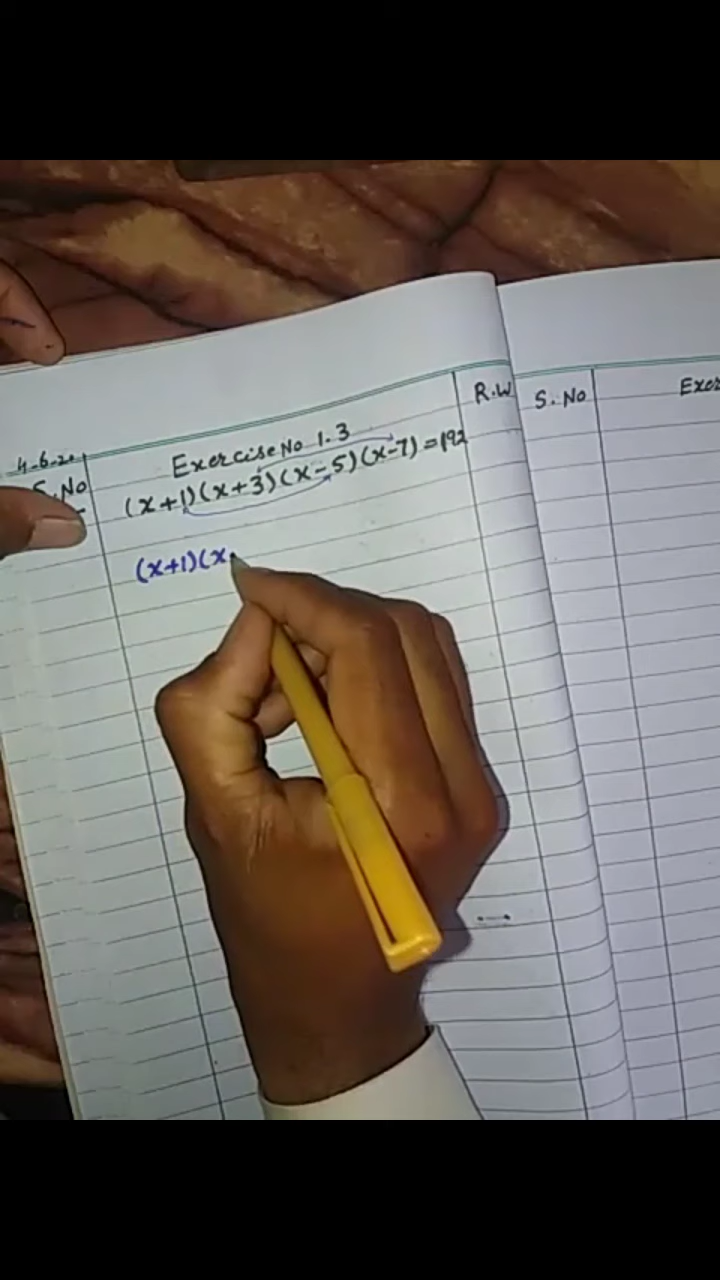 4-6-20
S.No
Exercise No 1.3
R.W
S. No
Exer
(x+1)(x+3)(x-5)(x-7)=192
(x+1)(x